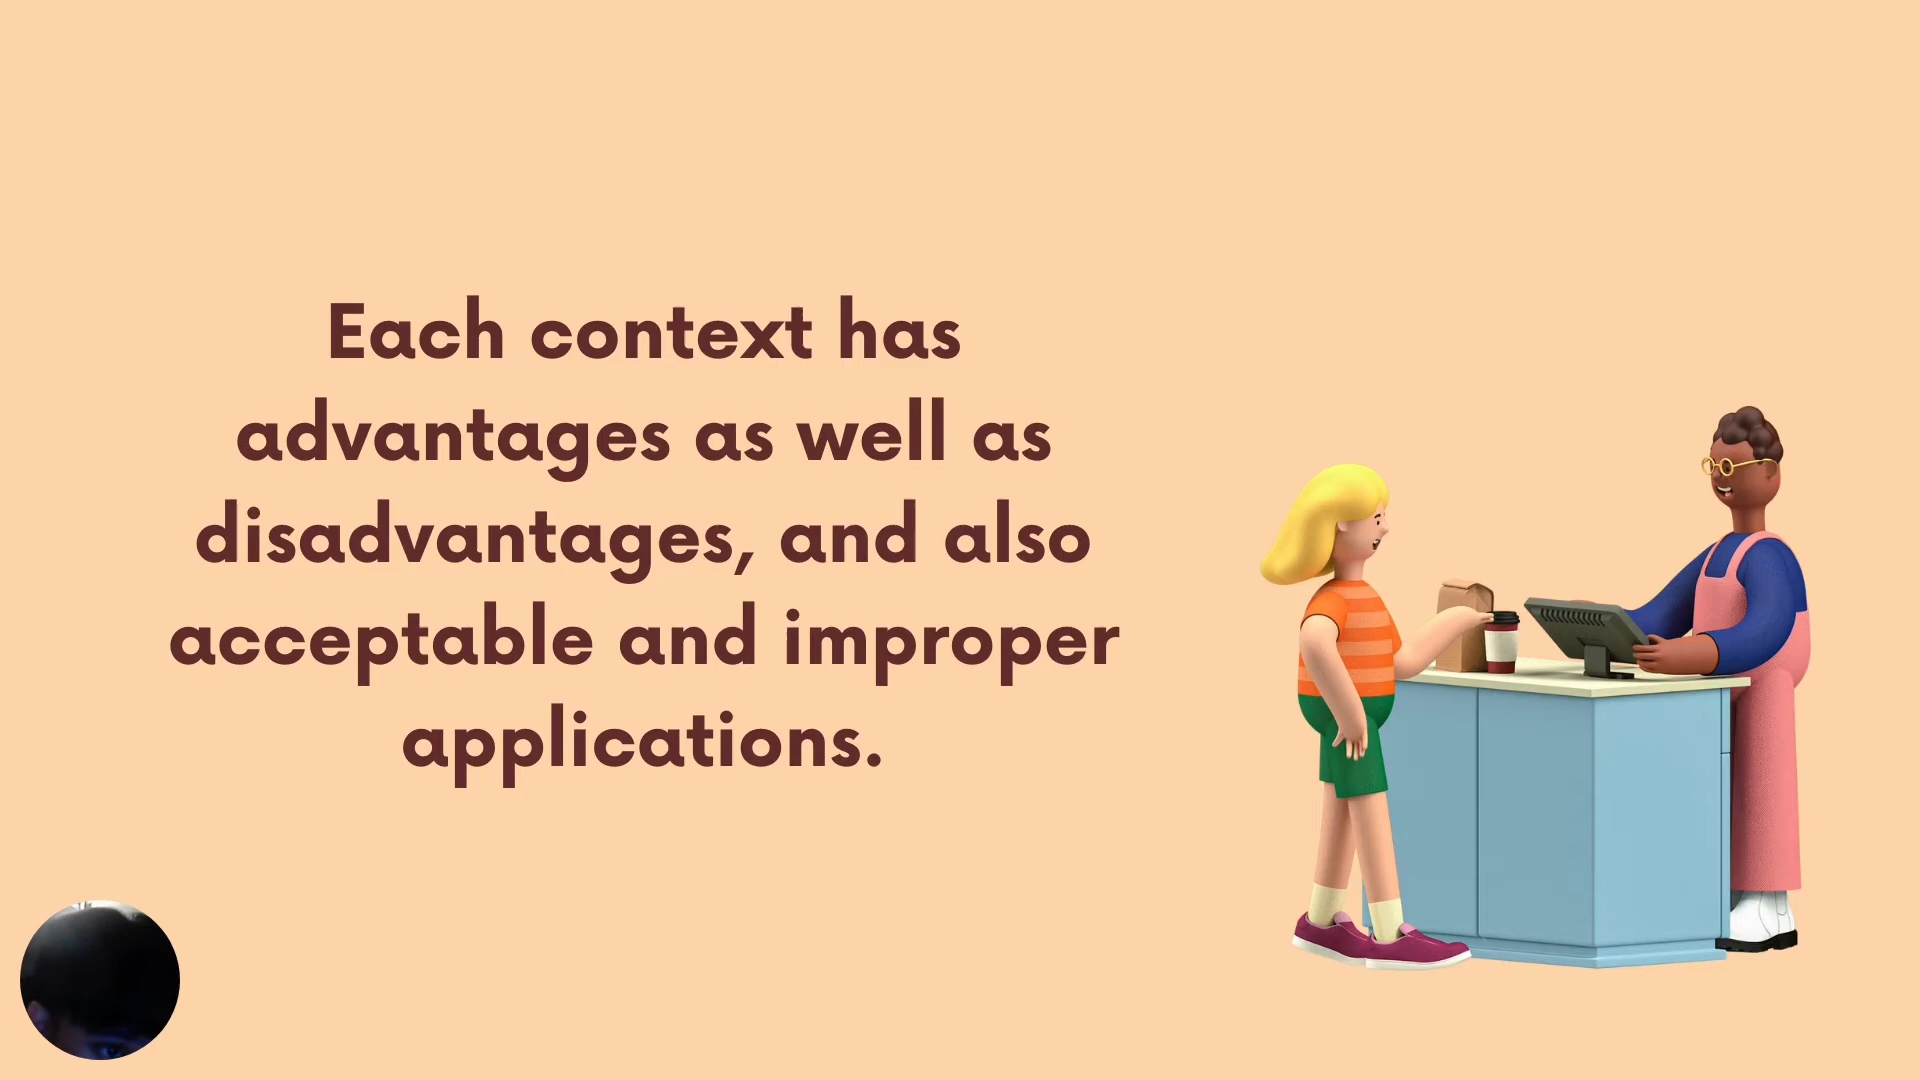 Each context has
advantages as well as
disadvantages, and also
acceptable and improper
applications.